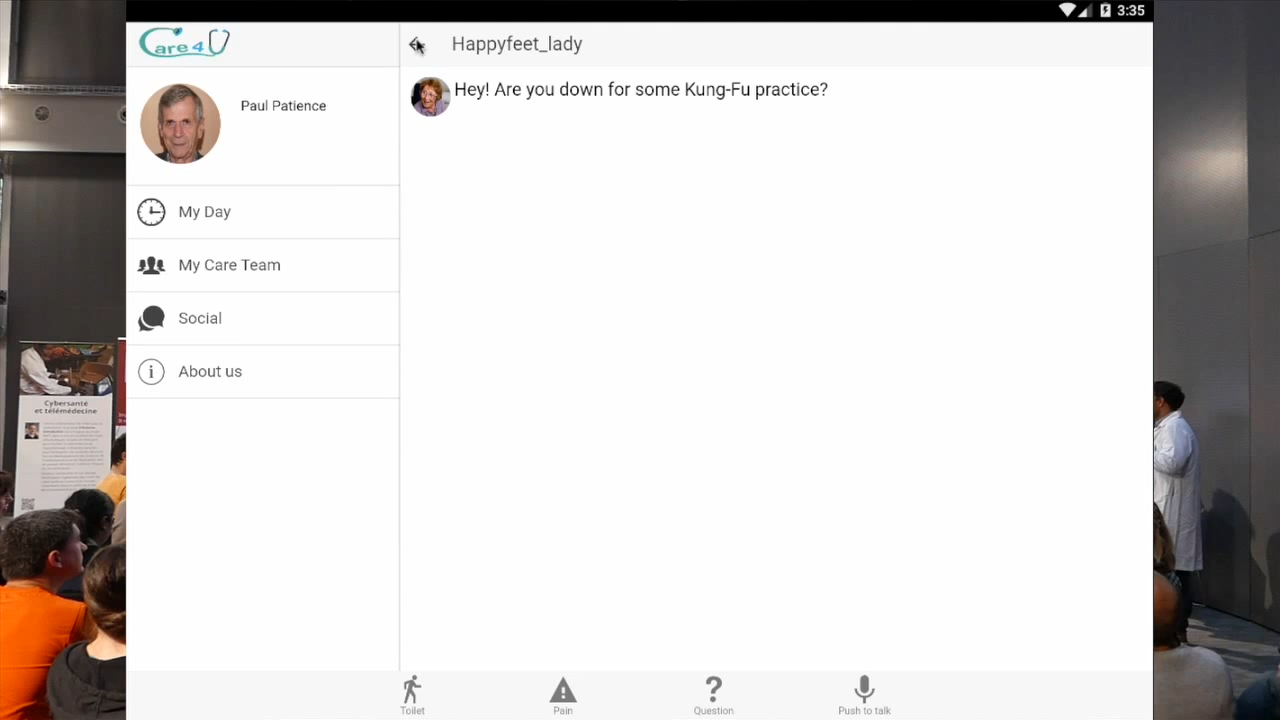 3:35
Care4U
Happyfeet_lady
Hey! Are you down for some Kung-Fu practice?
Paul Patience
My Day
My Care Team
Social
About us
Cybersanté
et télémédecine
Toilet
Pain
Question
Push to talk